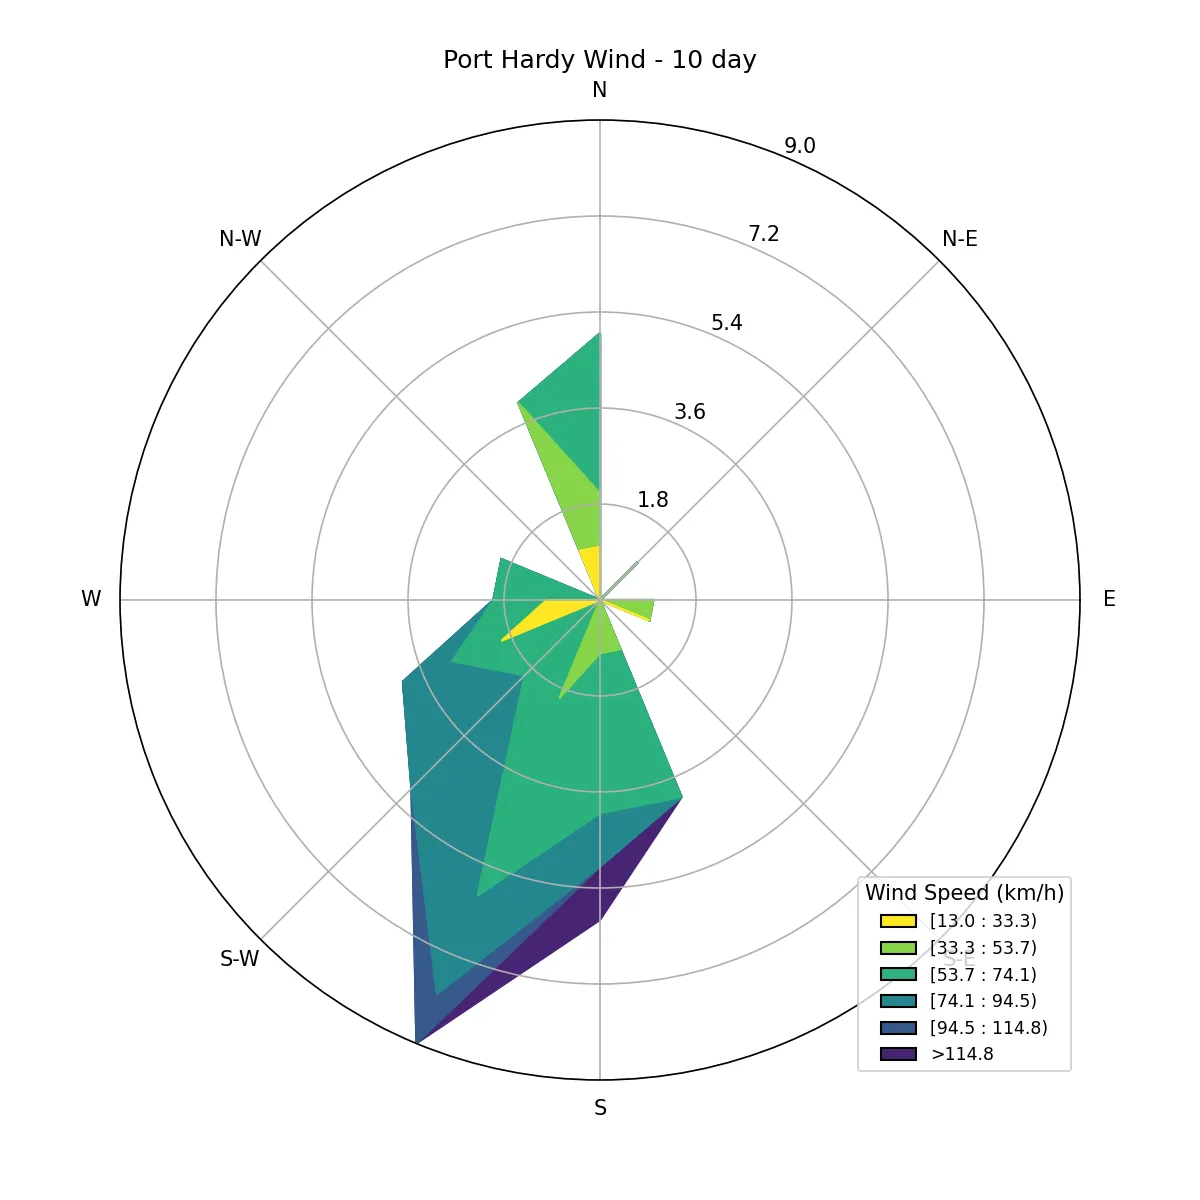 Port Hardy Wind - 10 day
N
9.0
N-W
N-E
7.2
5.4
3.6
1.8
W
E
S-W
S-E
S
Wind Speed (km/h)
[13.0 : 33.3)
[33.3 : 53.7)
[53.7 : 74.1)
[74.1 : 94.5)
[94.5 : 114.8)
>114.8